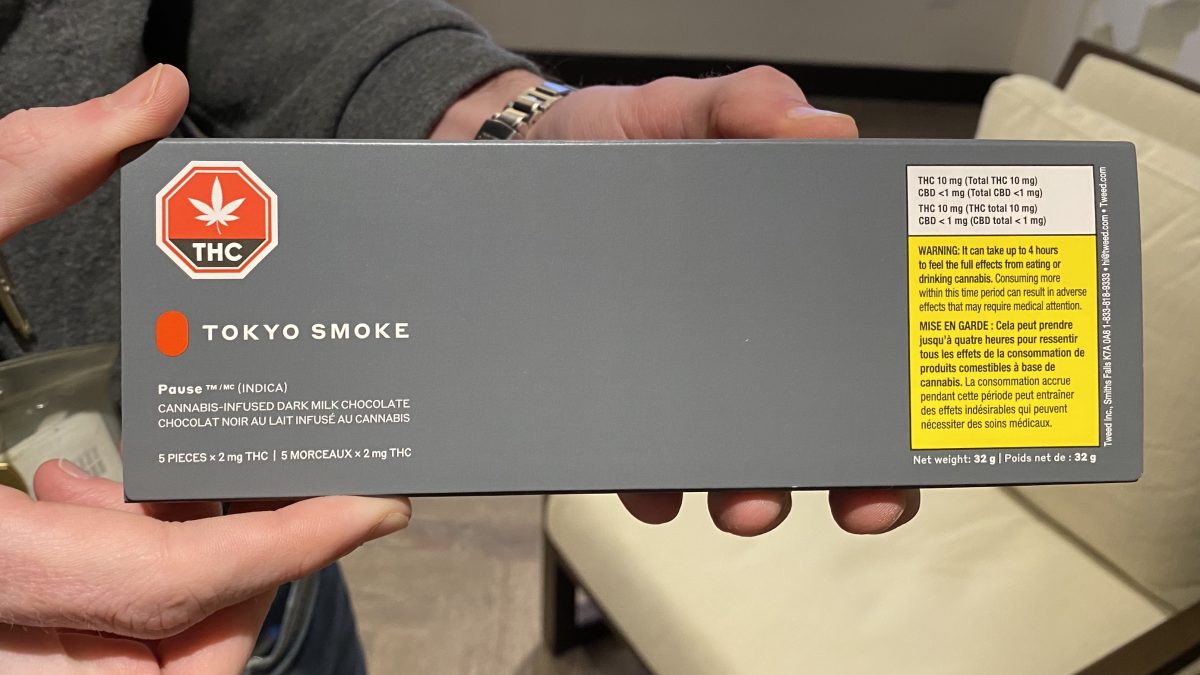 THC
TOKYO SMOKE
Pause ™/MC (INDICA)
CANNABIS-INFUSED DARK MILK CHOCOLATE
CHOCOLAT NOIR AU LAIT INFUSÉ AU CANNABIS
5 PIECES × 2 mg THC | 5 MORCEAUX × 2 mg THC
THC 10 mg (Total THC 10 mg)
CBD <1 mg (Total CBD <1 mg)
THC 10 mg (THC total 10 mg)
CBD < 1 mg (CBD total < 1 mg)
WARNING: It can take up to 4 hours
to feel the full effects from eating or
drinking cannabis. Consuming more
within this time period can result in adverse
effects that may require medical attention.
MISE EN GARDE : Cela peut prendre
jusqu'à quatre heures pour ressentir
tous les effets de la consommation de
produits comestibles à base de
cannabis. La consommation accrue
pendant cette période peut entraîner
des effets indésirables qui peuvent
nécessiter des soins médicaux.
Net weight: 32 g | Poids net de : 32 g
Tweed Inc., Smiths Falls K7A 0A8 1-833-818-9333 • hi@tweed.com • Tweed.com